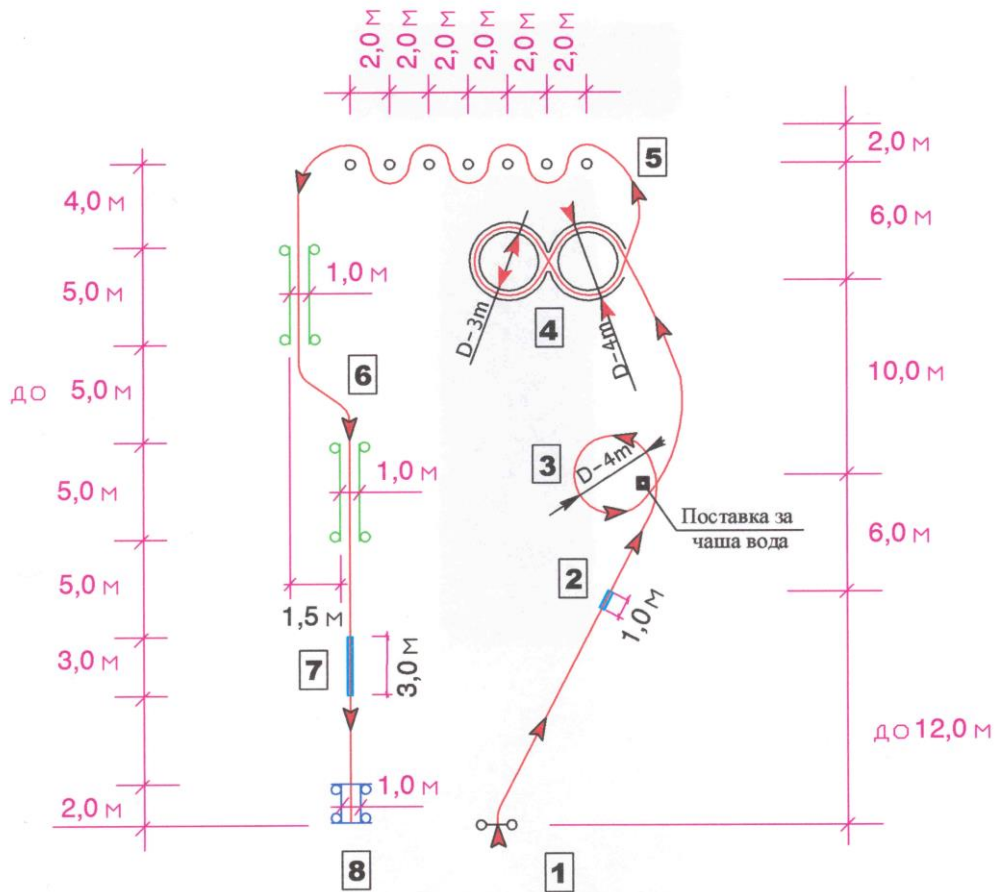 2,0 м
2,0 м
2,0 м
2,0 м
2,0 м
2,0 м
4,0 м
5,0 м
до 5,0 м
5,0 м
5,0 м
3,0 м
2,0 м
2,0 м
6,0 м
10,0 м
6,0 м
до 12,0 м
5
1,0 м
D-3m
4
D-4m
6
3
D-4m
1,0 м
Поставка за
чаша вода
2
1,0 м
1,5 м
7
3,0 м
1,0 м
8
1